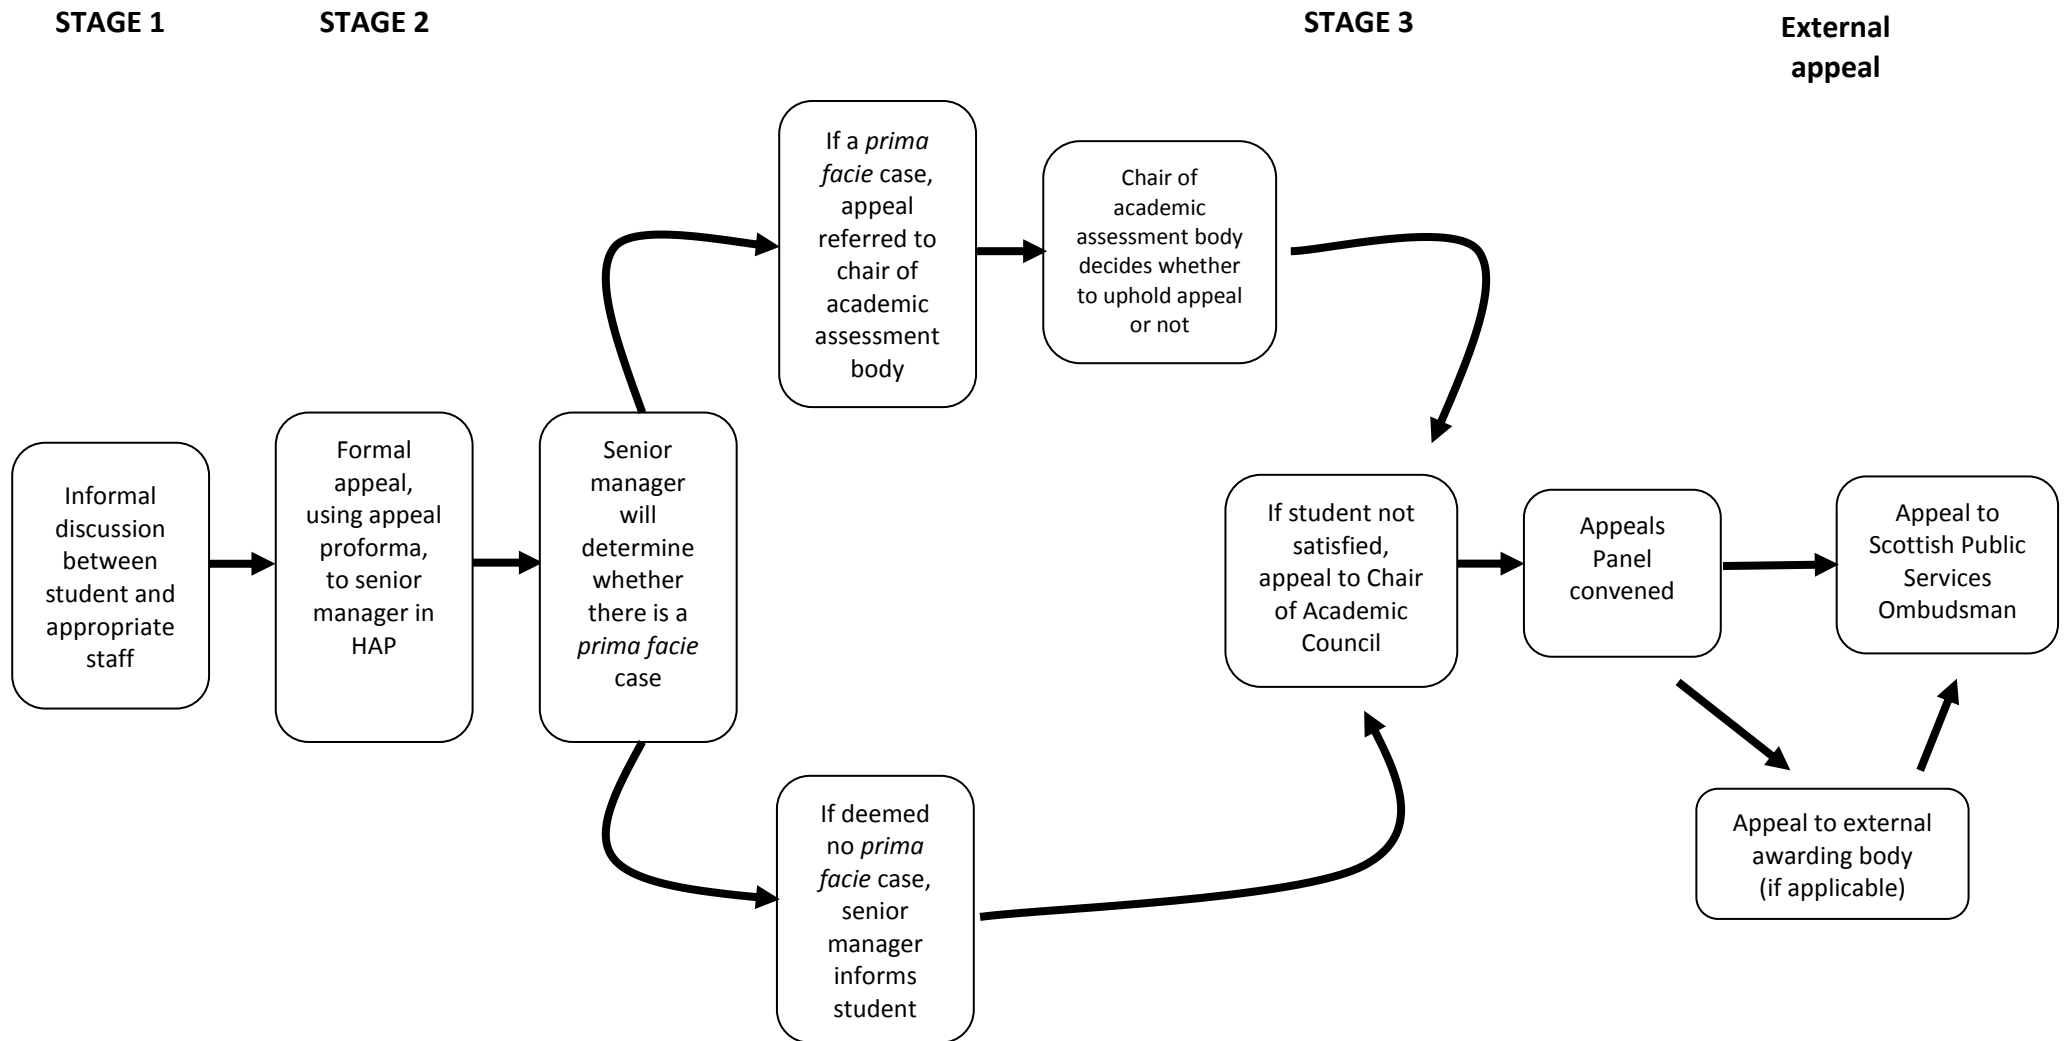 STAGE 1
STAGE 2
STAGE 3
External
appeal
Informal
discussion
between
student and
appropriate
staff
Formal
appeal,
using appeal
proforma,
to senior
manager in
HAP
Senior
manager
will
determine
whether
there is a
prima facie
case
If a prima
facie case,
appeal
referred to
chair of
academic
assessment
body
Chair of
academic
assessment body
decides whether
to uphold appeal
or not
If deemed
no prima
facie case,
senior
manager
informs
student
If student not
satisfied,
appeal to Chair
of Academic
Council
Appeals
Panel
convened
Appeal to
Scottish Public
Services
Ombudsman
Appeal to external
awarding body
(if applicable)